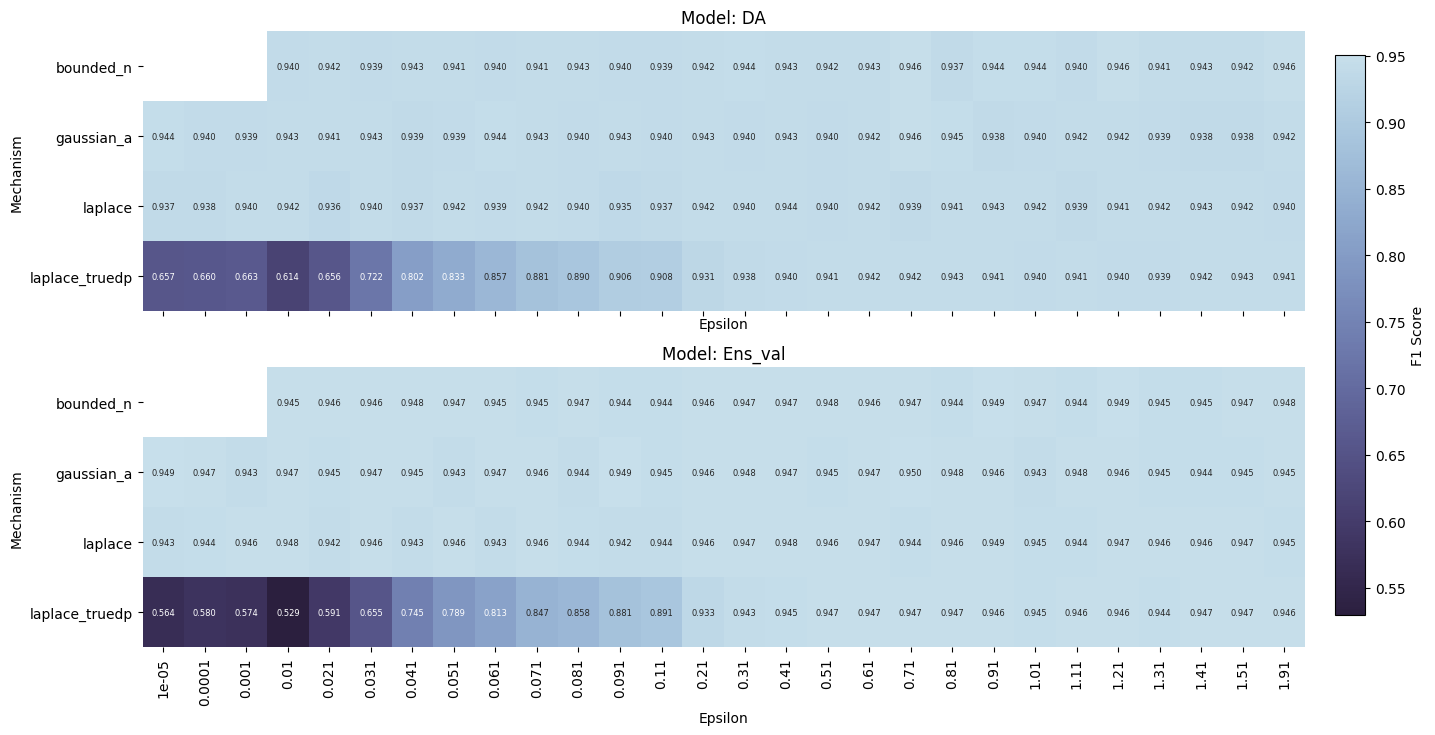 Model: DA
bounded_n 0.940 0.942 0.939 0.943 0.941 0.940 0.941 0.943 0.940 0.939 0.942 0.944 0.943 0.942 0.943 0.946 0.937 0.944 0.944 0.940 0.946 0.941 0.943 0.942 0.946
gaussian_a 0.944 0.940 0.939 0.943 0.941 0.943 0.939 0.939 0.944 0.943 0.940 0.943 0.940 0.943 0.940 0.943 0.940 0.942 0.946 0.945 0.938 0.940 0.942 0.942 0.939 0.938 0.938 0.942
laplace 0.937 0.938 0.940 0.942 0.936 0.940 0.937 0.942 0.939 0.942 0.940 0.935 0.937 0.942 0.940 0.944 0.940 0.942 0.939 0.941 0.943 0.942 0.939 0.941 0.942 0.943 0.942 0.940
laplace_truedp 0.657 0.660 0.663 0.614 0.656 0.722 0.802 0.833 0.857 0.881 0.890 0.906 0.908 0.931 0.938 0.940 0.941 0.942 0.942 0.943 0.941 0.940 0.941 0.940 0.939 0.942 0.943 0.941
Mechanism
Epsilon
Model: Ens_val
bounded_n 0.945 0.946 0.946 0.948 0.947 0.945 0.945 0.947 0.944 0.944 0.946 0.947 0.947 0.948 0.946 0.947 0.944 0.949 0.947 0.944 0.949 0.945 0.945 0.947 0.948
gaussian_a 0.949 0.947 0.943 0.947 0.945 0.947 0.945 0.943 0.947 0.946 0.944 0.949 0.945 0.946 0.948 0.947 0.945 0.947 0.950 0.948 0.946 0.943 0.948 0.946 0.945 0.944 0.945 0.945
laplace 0.943 0.944 0.946 0.948 0.942 0.946 0.943 0.946 0.943 0.946 0.944 0.942 0.944 0.946 0.947 0.948 0.946 0.947 0.944 0.946 0.949 0.945 0.944 0.947 0.946 0.946 0.947 0.945
laplace_truedp 0.564 0.580 0.574 0.529 0.591 0.655 0.745 0.789 0.813 0.847 0.858 0.881 0.891 0.933 0.943 0.945 0.947 0.947 0.947 0.947 0.946 0.945 0.946 0.946 0.944 0.947 0.947 0.946
Mechanism
1e-05 0.0001 0.001 0.01 0.021 0.031 0.041 0.051 0.061 0.071 0.081 0.091 0.11 0.21 0.31 0.41 0.51 0.61 0.71 0.81 0.91 1.01 1.11 1.21 1.31 1.41 1.51 1.91
Epsilon
0.95
0.90
0.85
0.80
0.75
0.70
0.65
0.60
0.55
F1 Score